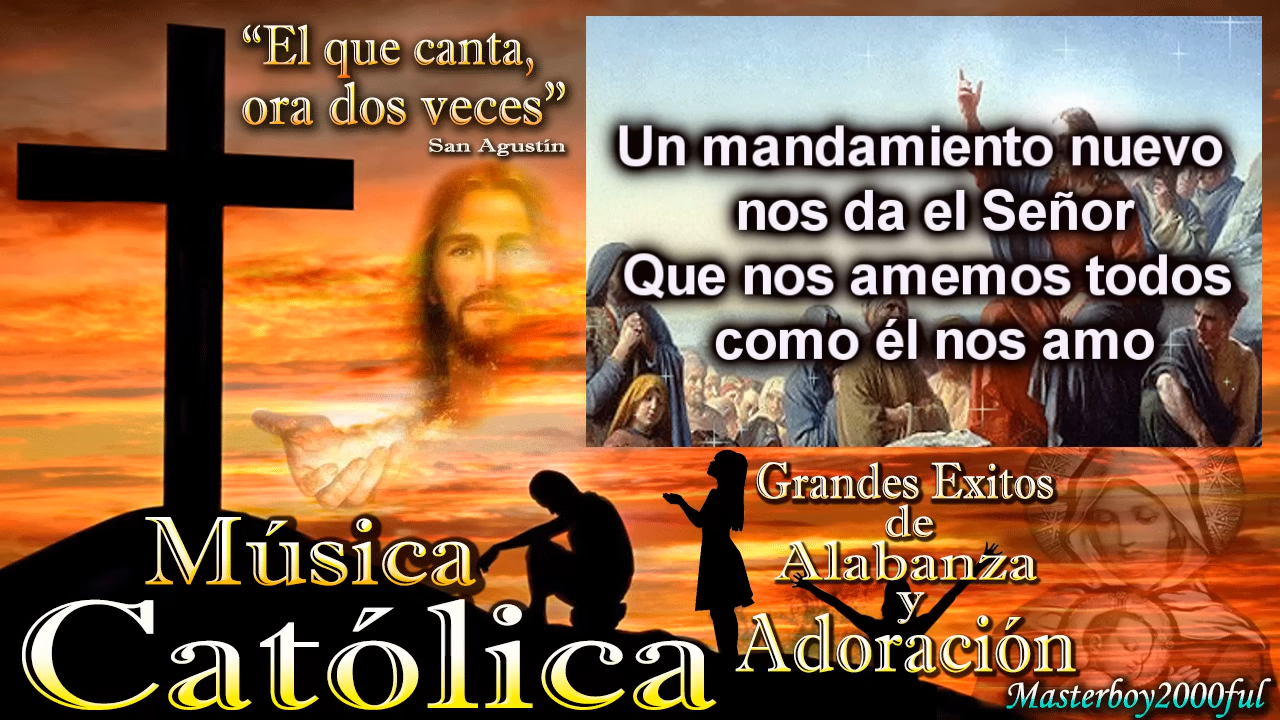 “El que canta,
ora dos veces”
San Agustín
Un mandamiento nuevo
nos da el Señor
Que nos amemos todos
como él nos amo
Música
Católica
Grandes Exitos
de
Alabanza
y
Adoración
Masterboy2000ful